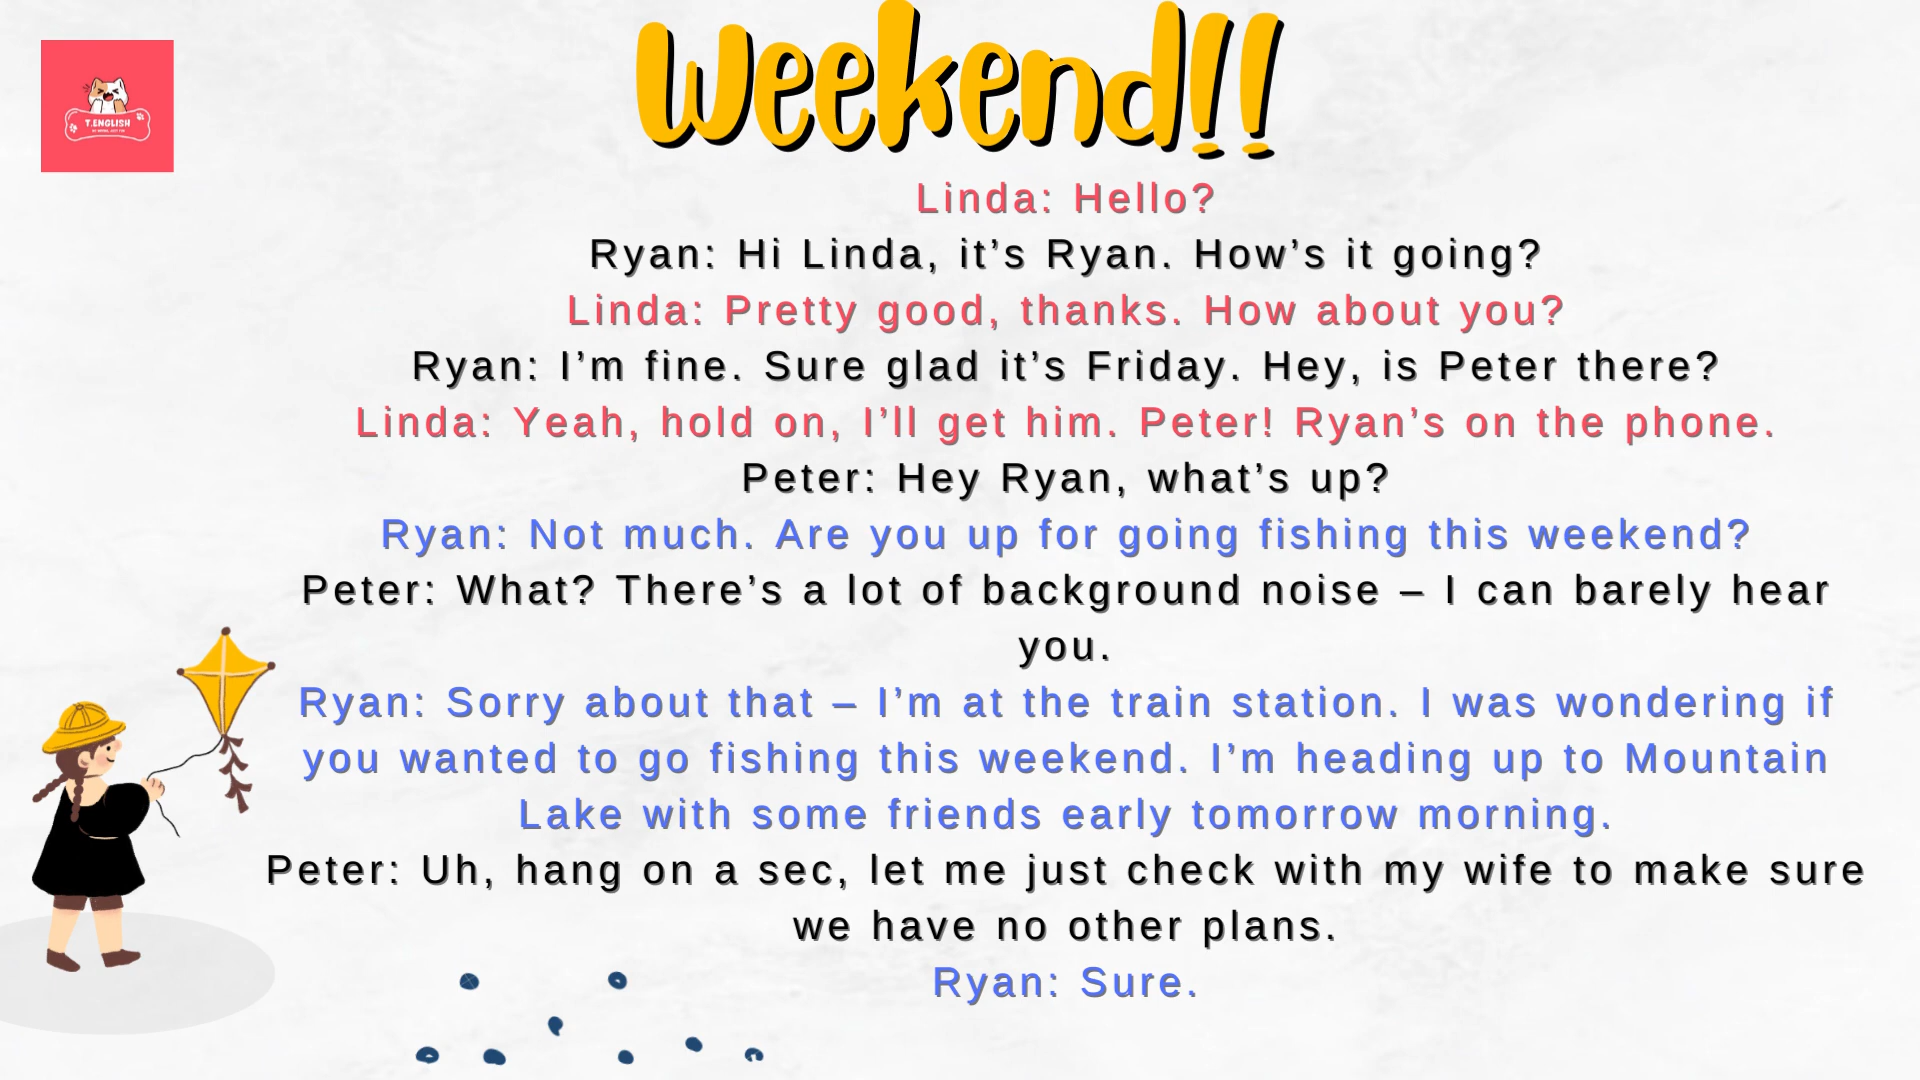 Weekend!!
T.ENGLISH
Linda: Hello?
Ryan: Hi Linda, it’s Ryan. How’s it going?
Linda: Pretty good, thanks. How about you?
Ryan: I’m fine. Sure glad it’s Friday. Hey, is Peter there?
Linda: Yeah, hold on, I’ll get him. Peter! Ryan’s on the phone.
Peter: Hey Ryan, what’s up?
Ryan: Not much. Are you up for going fishing this weekend?
Peter: What? There’s a lot of background noise – I can barely hear
you.
Ryan: Sorry about that – I’m at the train station. I was wondering if
you wanted to go fishing this weekend. I’m heading up to Mountain
Lake with some friends early tomorrow morning.
Peter: Uh, hang on a sec, let me just check with my wife to make sure
we have no other plans.
Ryan: Sure.